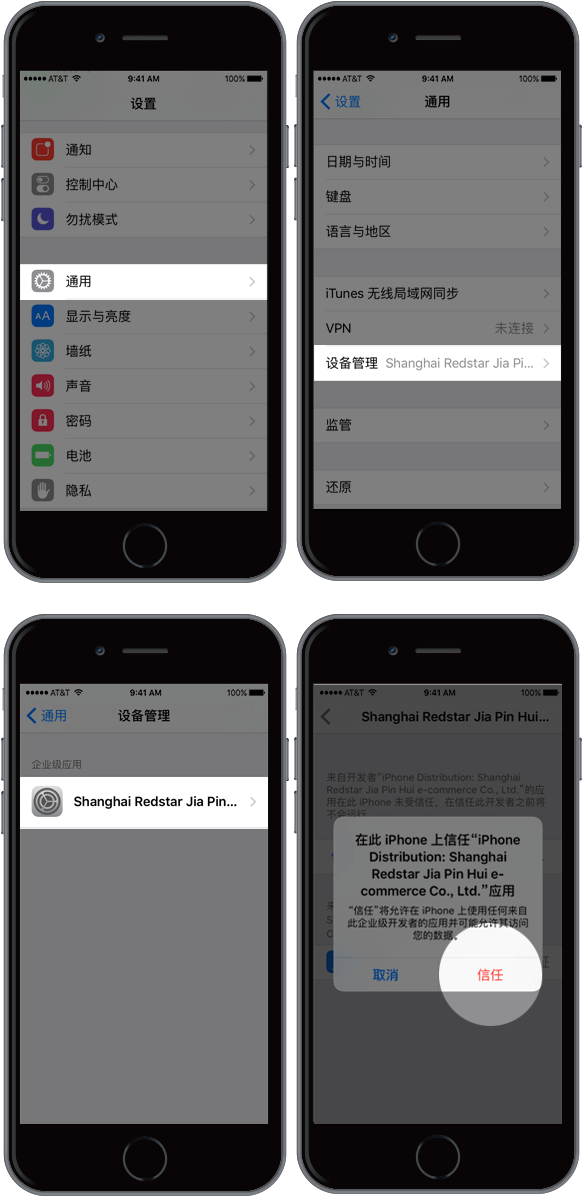 ●●●●● AT&T 9:41 AM 100%
设置
通知
控制中心
勿扰模式
通用
AA 显示与亮度
墙纸
声音
密码
电池
隐私
●●●●● AT&T 9:41 AM 100%
设置 通用
日期与时间
键盘
语言与地区
iTunes 无线局域网同步
VPN 未连接
设备管理 Shanghai Redstar Jia Pi...
监管
还原
●●●●● AT&T 9:41 AM 100%
通用 设备管理
企业级应用
Shanghai Redstar Jia Pin...
●●●●● AT&T 9:41 AM 100%
Shanghai Redstar Jia Pin Hui...
来自开发者“iPhone Distribution: Shanghai
Redstar Jia Pin Hui e-commerce Co., Ltd.”的应
用在此 iPhone 未受信任，在信任此开发者之前将
不会运行
在此 iPhone 上信任“iPhone
Distribution: Shanghai
Redstar Jia Pin Hui e-
commerce Co., Ltd.”应用
“信任”将允许在 iPhone 上使用任何来自
此企业级开发者的应用并可能允许其访问
您的数据。
取消 信任